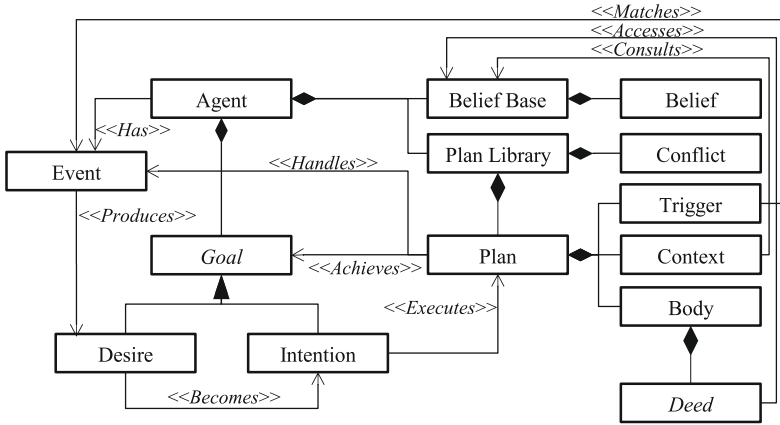 <<Matches>>
<<Accesses>>
<<Consults>>
Agent
Belief Base
Belief
<<Has>>
Plan Library
Conflict
Event
<<Handles>>
<<Produces>>
Trigger
Goal
Plan
Context
<<Achieves>>
<<Executes>>
Body
Desire
Intention
<<Becomes>>
Deed